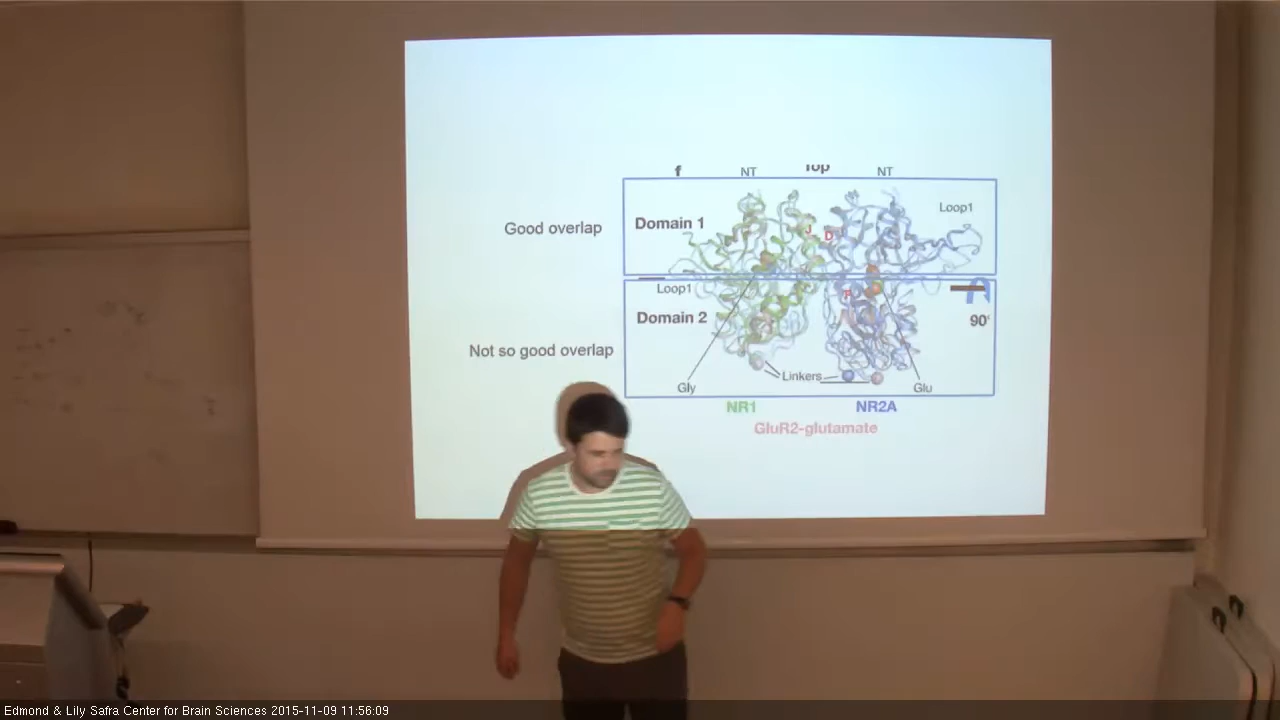 f NT Top NT
Good overlap
Domain 1
Loop1
J
D
Loop1
F
Domain 2
90°
Not so good overlap
Linkers
Gly
Glu
NR1
NR2A
GluR2-glutamate
Edmond & Lily Safra Center for Brain Sciences 2015-11-09 11:56:09